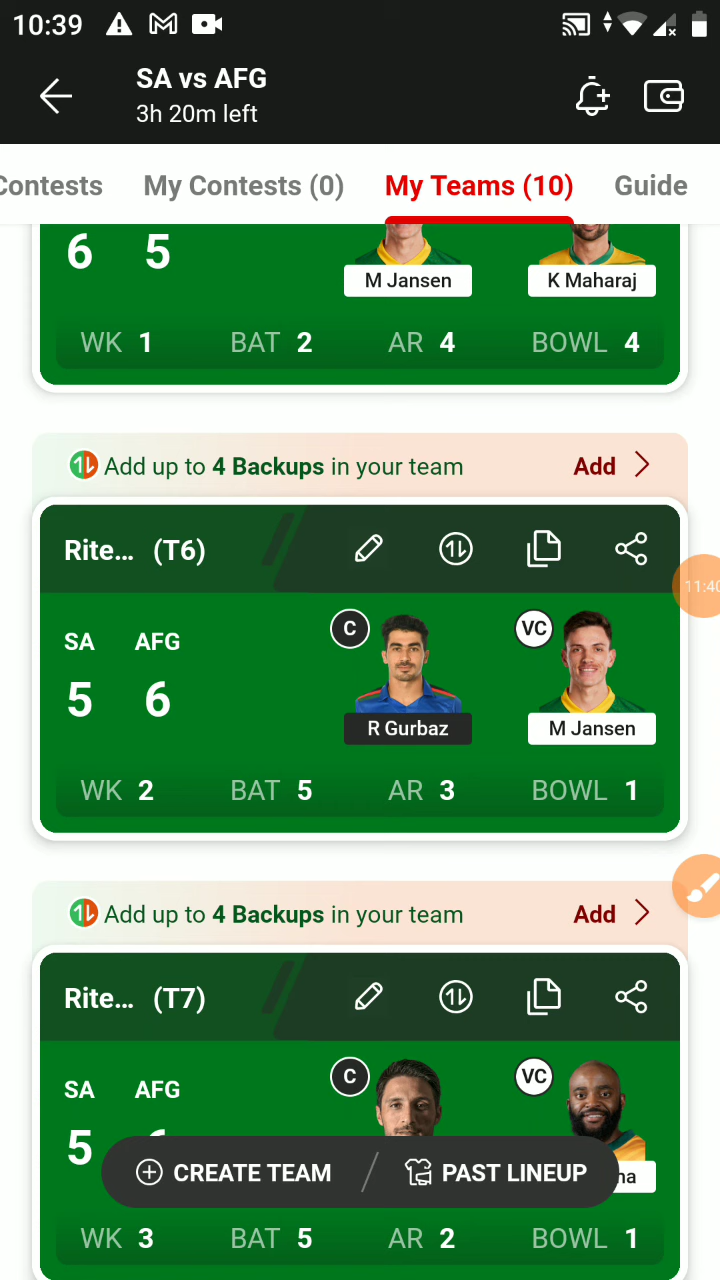 10:39
SA vs AFG
3h 20m left
Contests My Contests (0) My Teams (10) Guide
6 5
M Jansen K Maharaj
WK 1 BAT 2 AR 4 BOWL 4
Add up to 4 Backups in your team Add
Rite... (T6)
C VC
SA AFG
5 6
R Gurbaz M Jansen
WK 2 BAT 5 AR 3 BOWL 1
11:40
Add up to 4 Backups in your team Add
Rite... (T7)
C VC
SA AFG
5
CREATE TEAM PAST LINEUP
WK 3 BAT 5 AR 2 BOWL 1